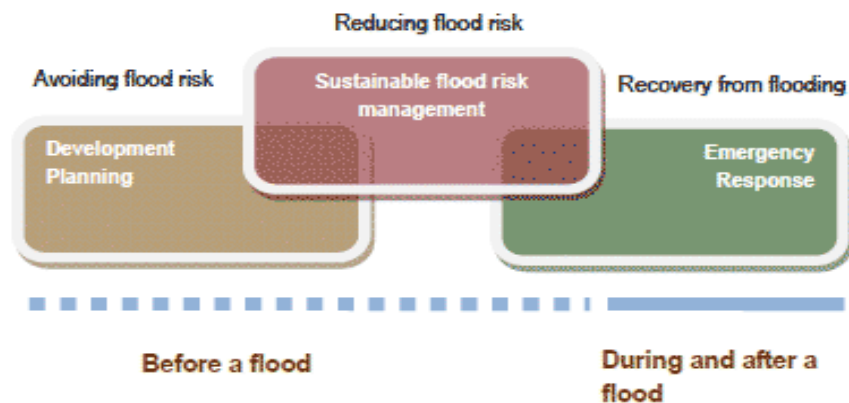 Reducing flood risk
Avoiding flood risk
Sustainable flood risk
management
Recovery from flooding
Development
Planning
Emergency
Response
Before a flood
During and after a
flood